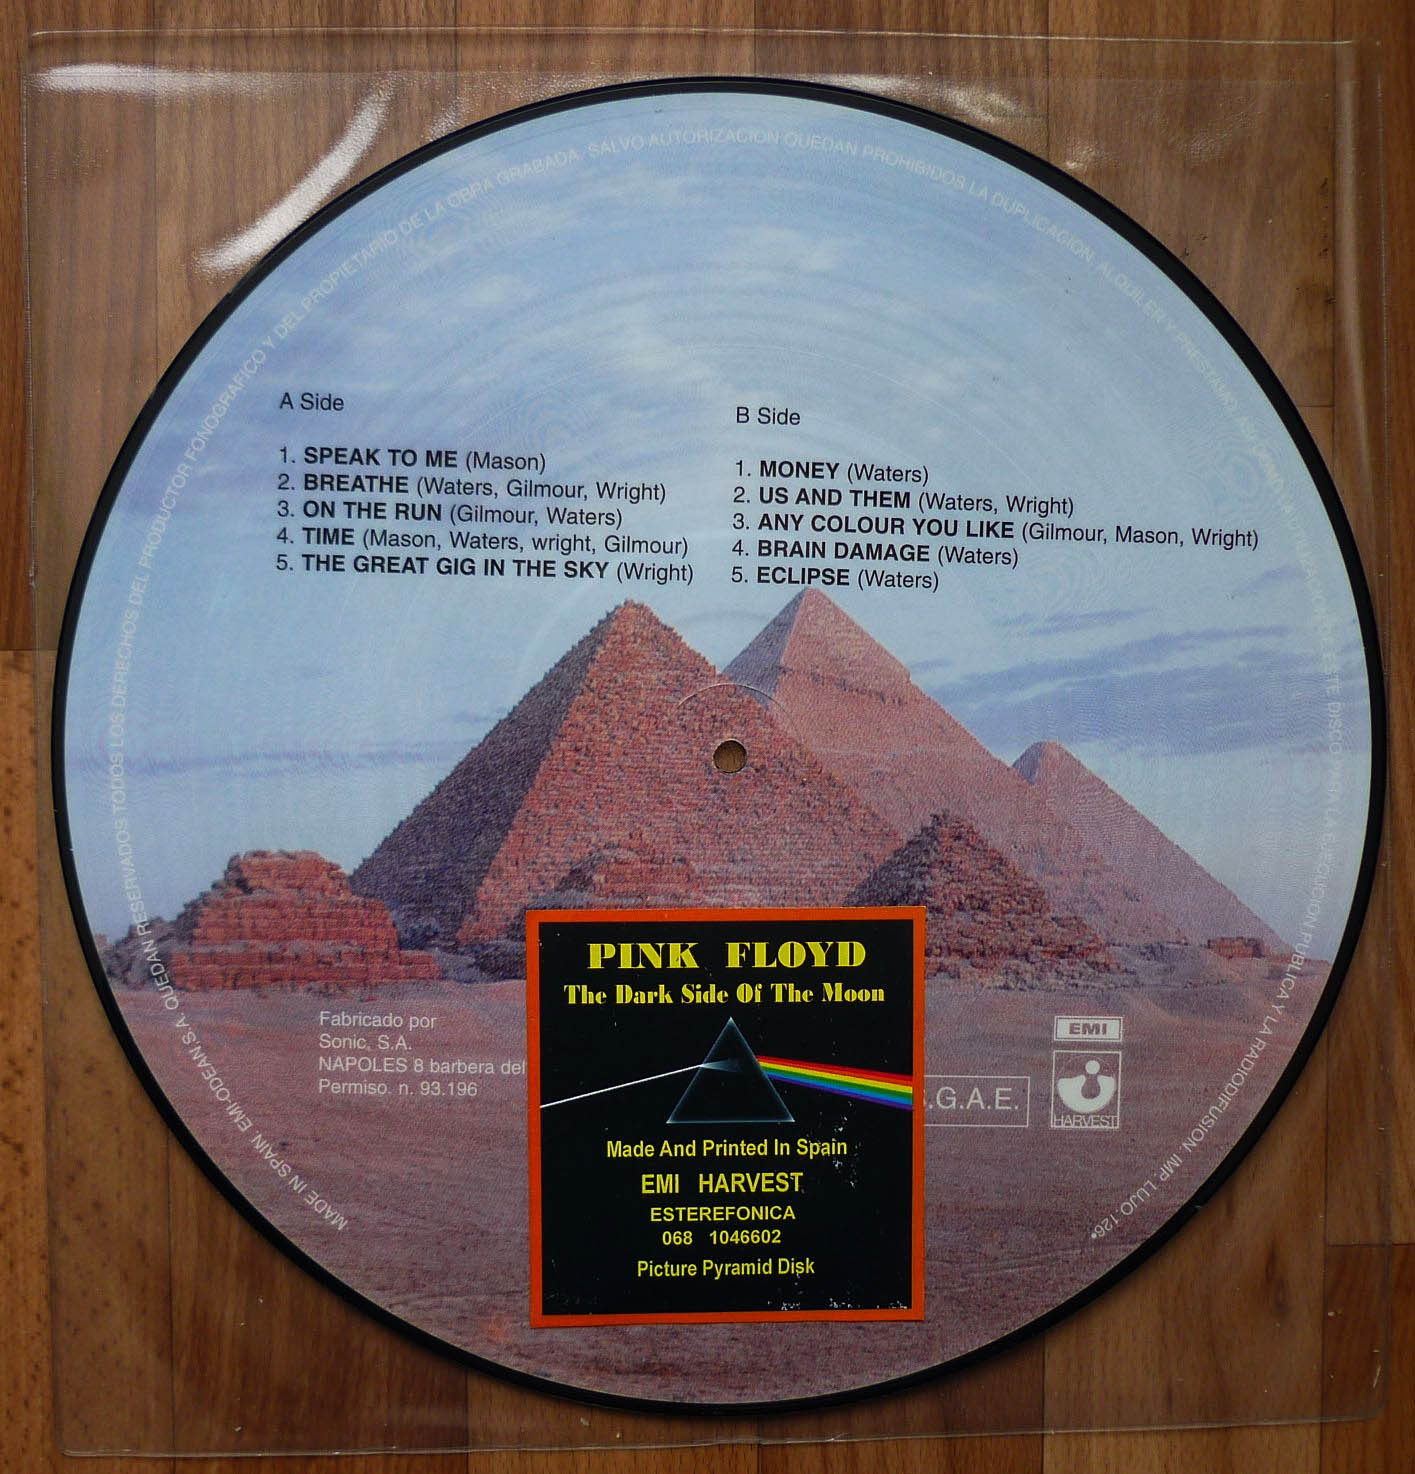 A Side
1. SPEAK TO ME (Mason)
2. BREATHE (Waters, Gilmour, Wright)
3. ON THE RUN (Gilmour, Waters)
4. TIME (Mason, Waters, wright, Gilmour)
5. THE GREAT GIG IN THE SKY (Wright)
B Side
1. MONEY (Waters)
2. US AND THEM (Waters, Wright)
3. ANY COLOUR YOU LIKE (Gilmour, Mason, Wright)
4. BRAIN DAMAGE (Waters)
5. ECLIPSE (Waters)
Fabricado por
Sonic, S.A.
NAPOLES 8 barbera del
Permiso. n. 93.196
PINK FLOYD
The Dark Side Of The Moon
Made And Printed In Spain
EMI HARVEST
ESTEREFONICA
068 1046602
Picture Pyramid Disk
.G.A.E.
EMI
HARVEST
MADE IN SPAIN EMI-ODEAN,S.A. QUEDAN RESERVADOS TODOS LOS DERECHOS DEL PRODUCTOR FONOGRAFICO Y DEL PROPIETARIO DE LA OBRA GRABADA. SALVO AUTORIZACION QUEDAN PROHIBIDOS LA DUPLICACION, ALQUILER Y PRESTAMO, ESTE DISCO LA EJECUCION PUBLICA Y LA RADIODIFUSION. IMP. LUJO-126